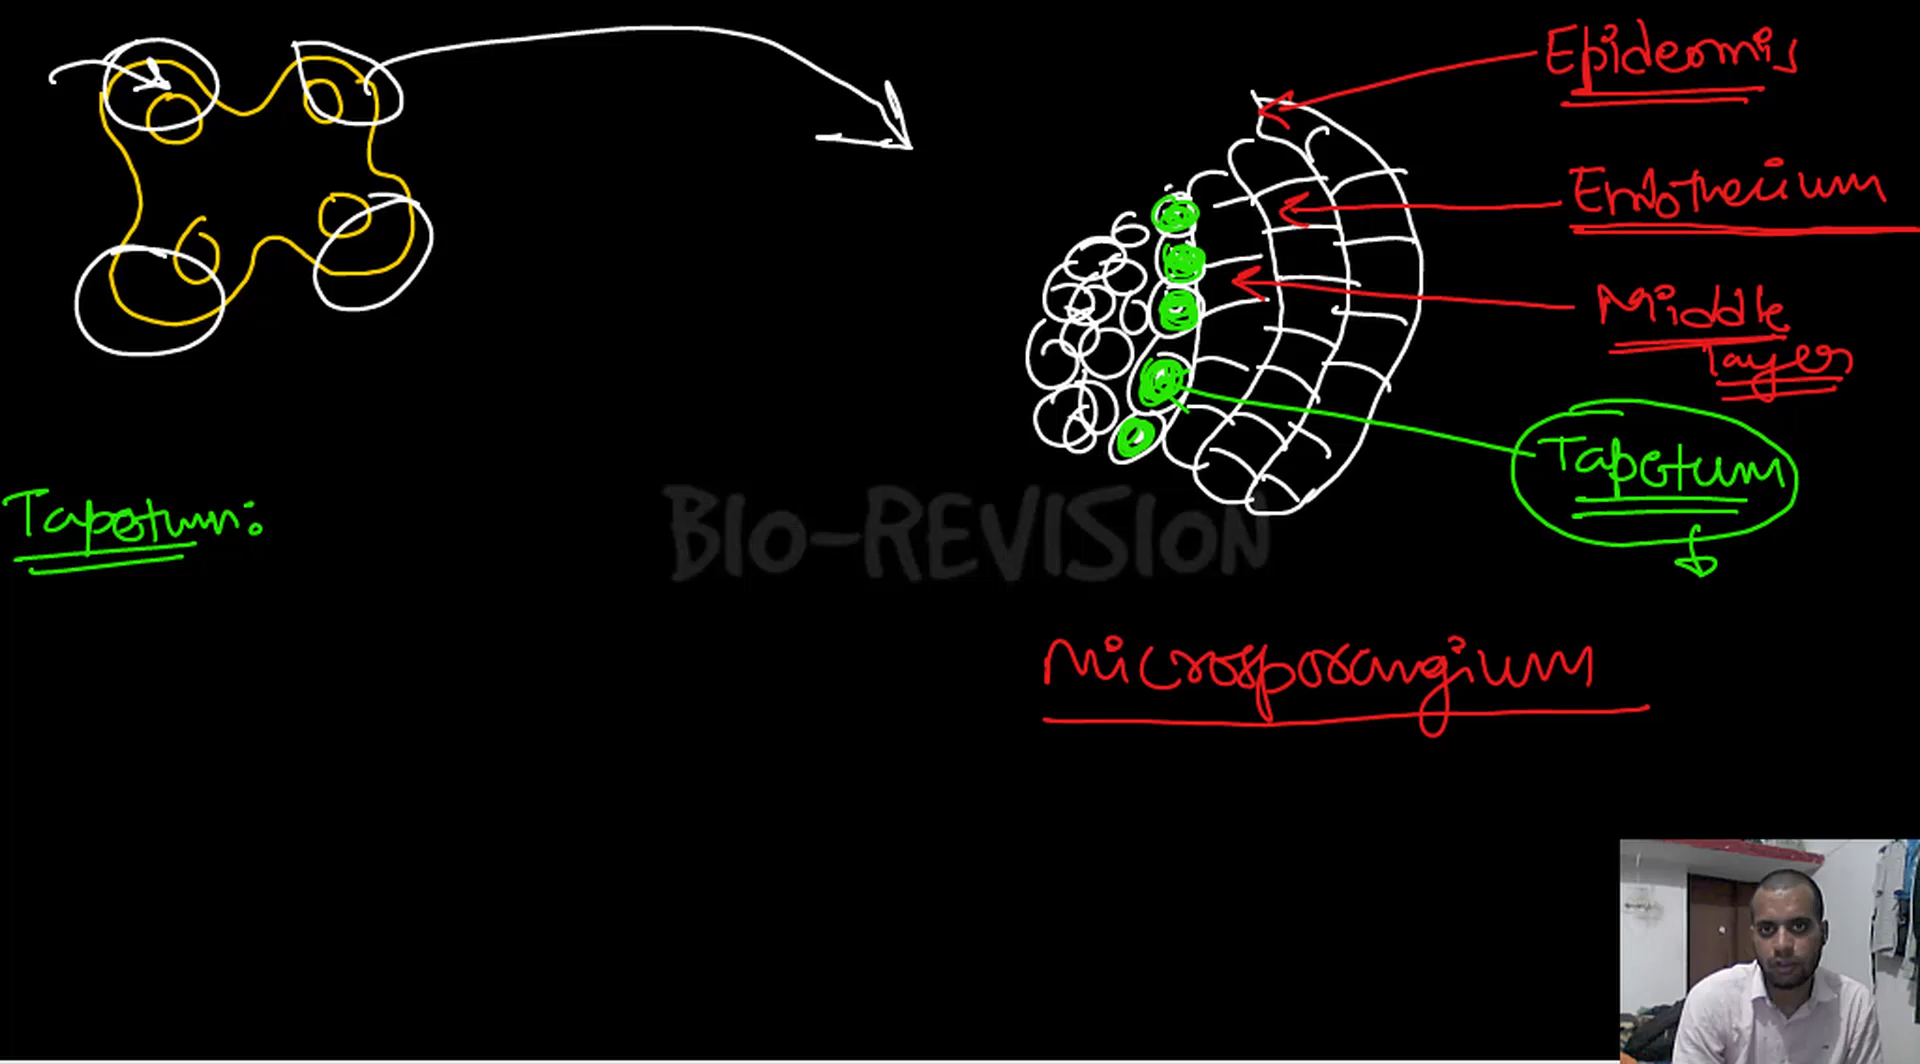 Epidermis
Endothecium
Middle
layer
Tapetum
Tapetum:
BIO-REVISION
Microsporangium